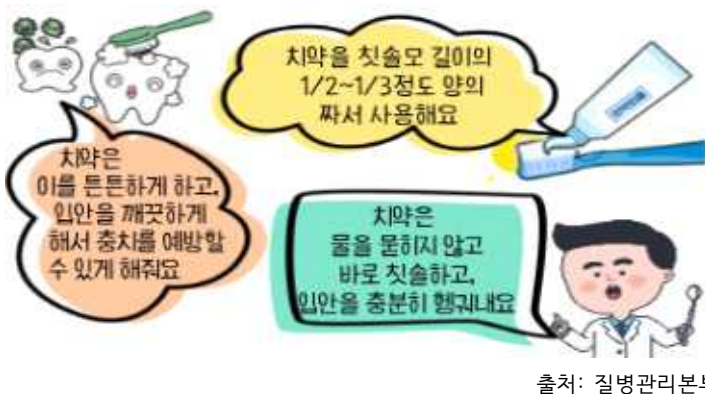 치약을 칫솔모 길이의
1/2~1/3정도 양의
짜서 사용해요
치약은
이를 튼튼하게 하고,
입안을 깨끗하게
해서 충치를 예방할
수 있게 해줘요
치약은
물을 묻히지 않고
바로 칫솔하고,
입안을 충분히 헹궈내요
출처: 질병관리본부